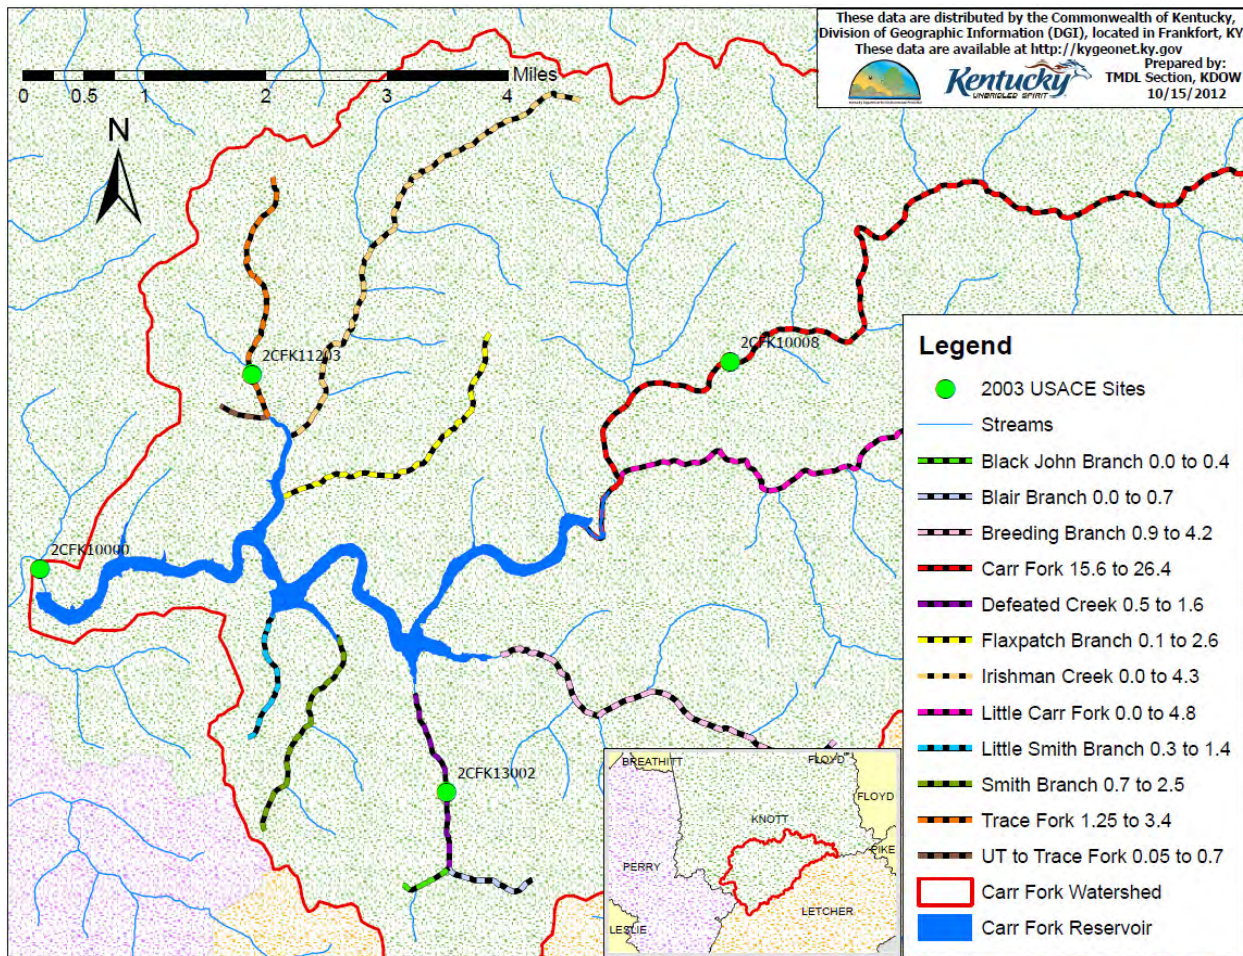 These data are distributed by the Commonwealth of Kentucky,
Division of Geographic Information (DGI), located in Frankfort, KY
These data are available at http://kygeonet.ky.gov
Prepared by:
TMDL Section, KDOW
10/15/2012
Kentucky
UNBRIDLED SPIRIT
Miles
0 0.5 1 2 3 4
N
2CFK11203
2CFK10008
2CFK10000
2CFK13002
Legend
2003 USACE Sites
Streams
Black John Branch 0.0 to 0.4
Blair Branch 0.0 to 0.7
Breeding Branch 0.9 to 4.2
Carr Fork 15.6 to 26.4
Defeated Creek 0.5 to 1.6
Flaxpatch Branch 0.1 to 2.6
Irishman Creek 0.0 to 4.3
Little Carr Fork 0.0 to 4.8
Little Smith Branch 0.3 to 1.4
Smith Branch 0.7 to 2.5
Trace Fork 1.25 to 3.4
UT to Trace Fork 0.05 to 0.7
Carr Fork Watershed
Carr Fork Reservoir
BREATHITT
FLOYD
FLOYD
KNOTT
PIKE
PERRY
LETCHER
LESLIE